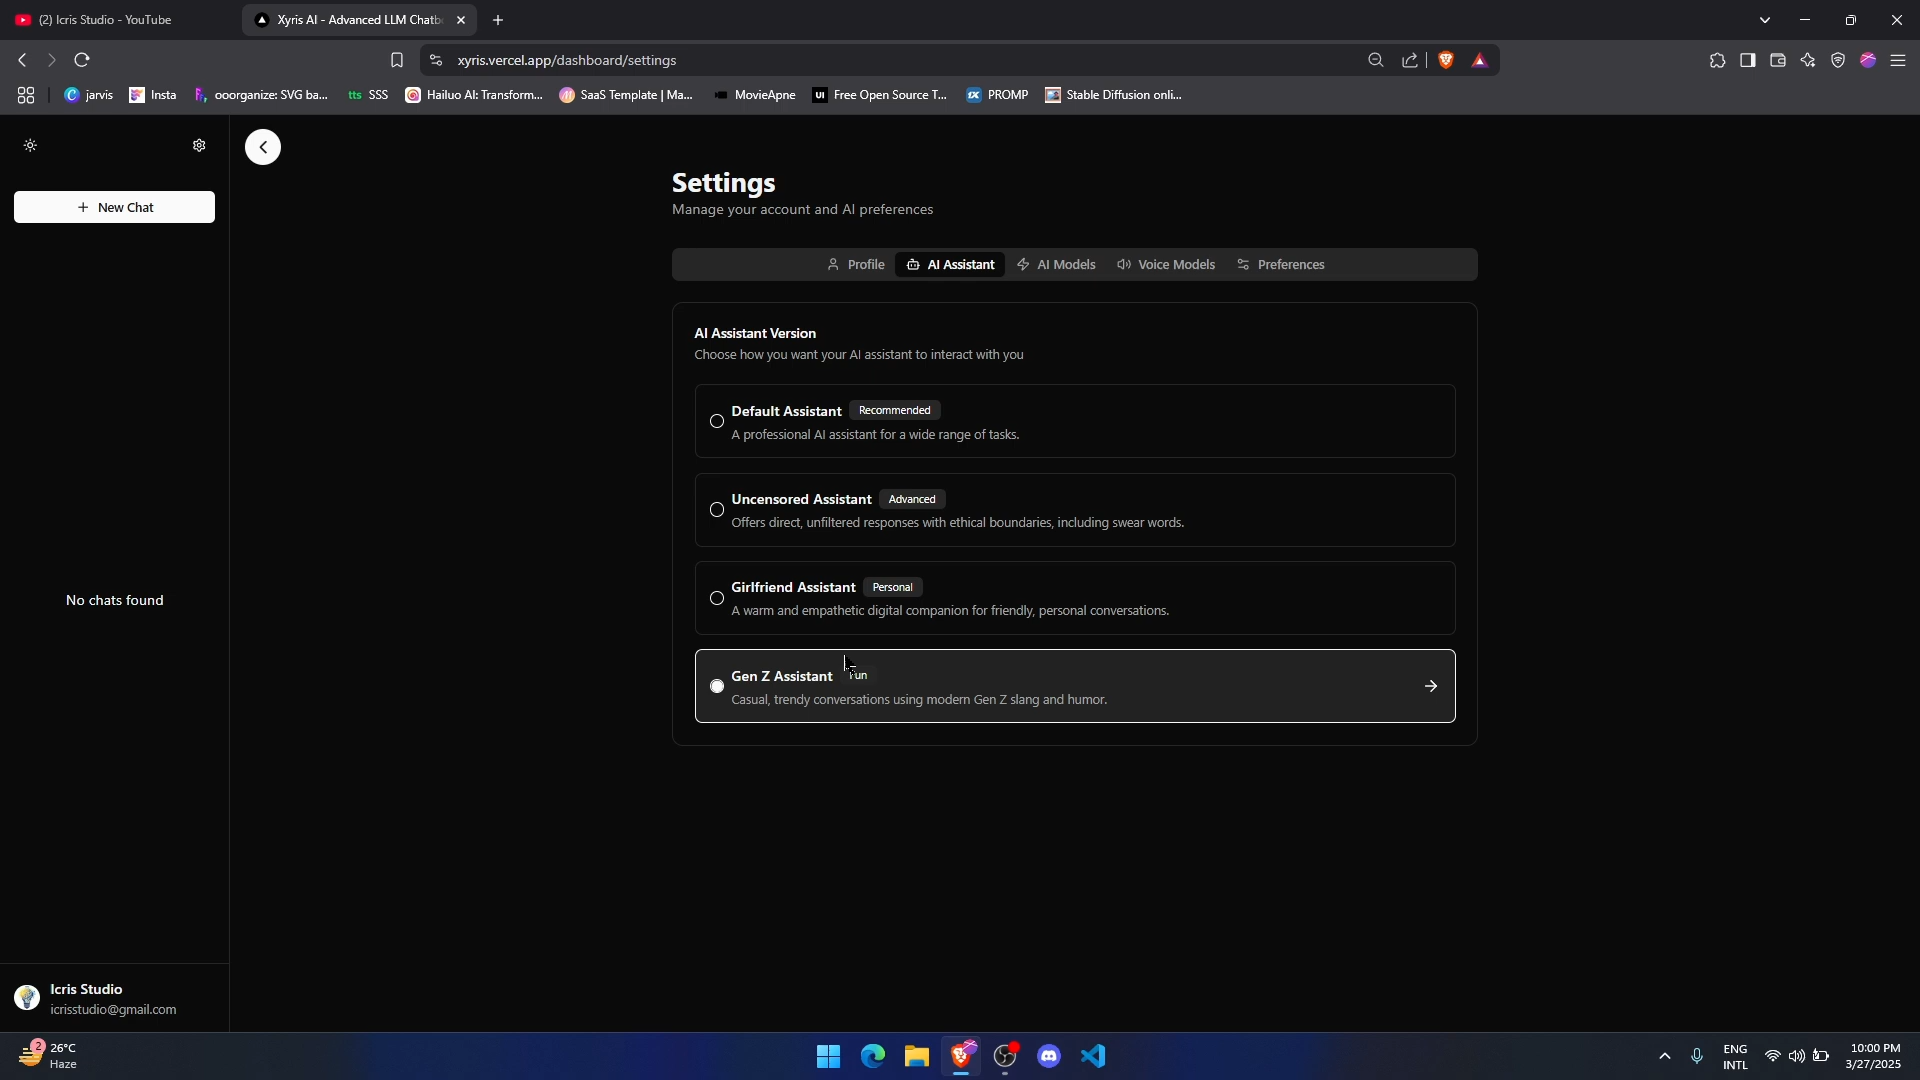 (2) Icris Studio - YouTube
Xyris AI - Advanced LLM Chatb
xyris.vercel.app/dashboard/settings
jarvis
Insta
ooorganize: SVG ba...
tts SSS
Hailuo AI: Transform...
SaaS Template | Ma...
MovieApne
UI Free Open Source T...
PROMP
Stable Diffusion onli...
New Chat
No chats found
Icris Studio
icrisstudio@gmail.com
Settings
Manage your account and AI preferences
Profile
AI Assistant
AI Models
Voice Models
Preferences
AI Assistant Version
Choose how you want your AI assistant to interact with you
Default Assistant Recommended
A professional AI assistant for a wide range of tasks.
Uncensored Assistant Advanced
Offers direct, unfiltered responses with ethical boundaries, including swear words.
Girlfriend Assistant Personal
A warm and empathetic digital companion for friendly, personal conversations.
Gen Z Assistant Fun
Casual, trendy conversations using modern Gen Z slang and humor.
2
26°C
Haze
ENG
INTL
10:00 PM
3/27/2025